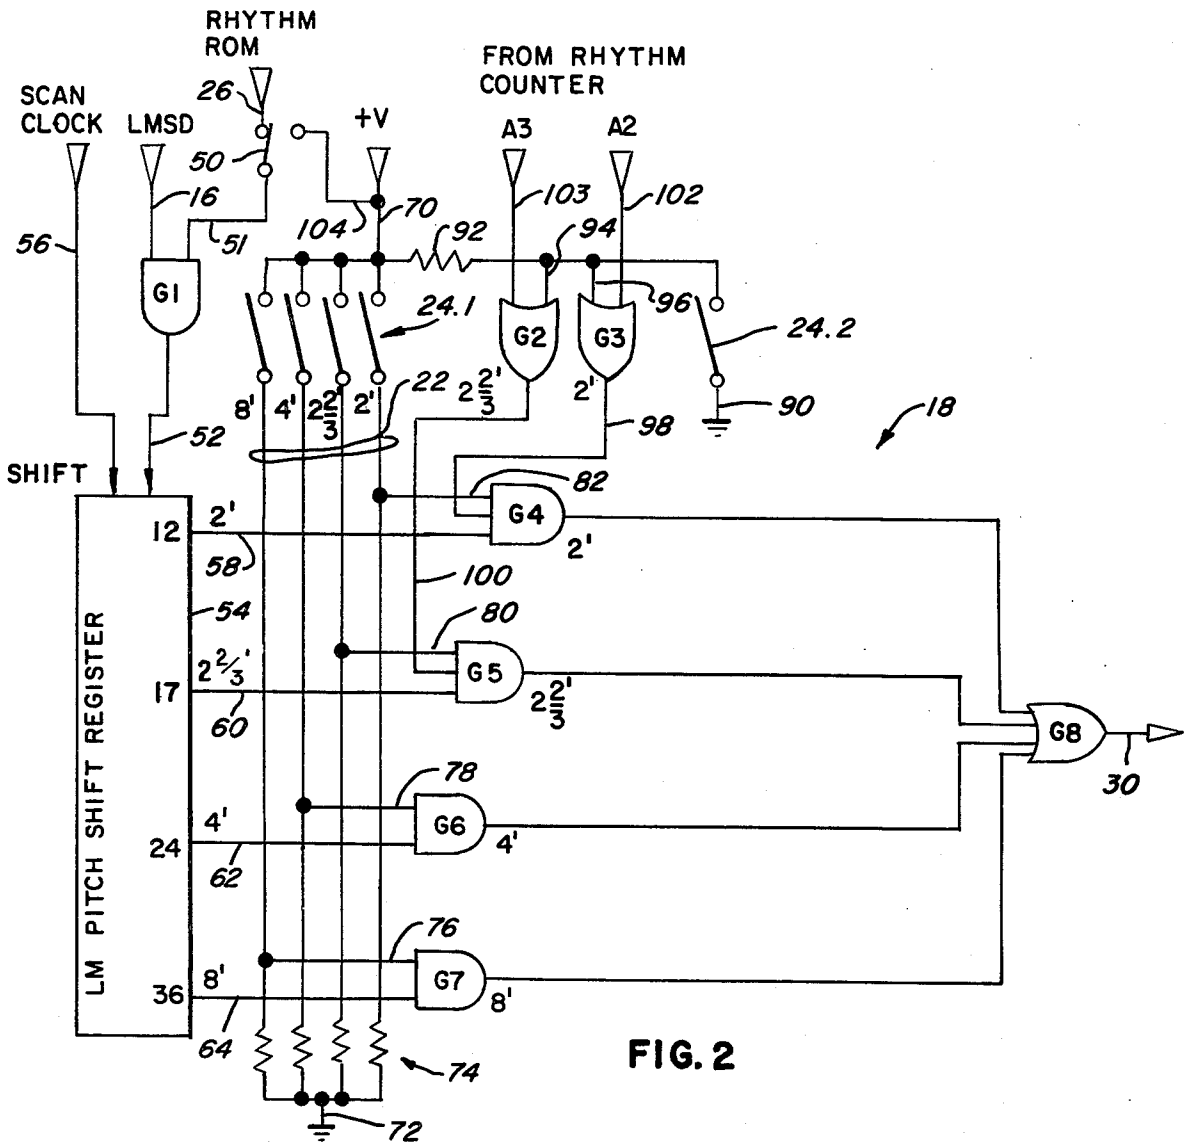 RHYTHM
ROM
FROM RHYTHM
COUNTER
SCAN
CLOCK
LMSD
26
+V
A3
A2
50
16
103
102
56
51
104
70
92
94
G1
96
24.1
G2
G3
24.2
22
2 2/3'
2'
8'
4'
2 2/3'
2'
90
98
18
52
SHIFT
82
12
2'
G4
58
2'
100
54
80
LM PITCH SHIFT REGISTER
2 2/3'
G5
17
60
2 2/3'
G8
78
30
4'
G6
24
4'
62
76
8'
G7
36
8'
64
FIG. 2
74
72